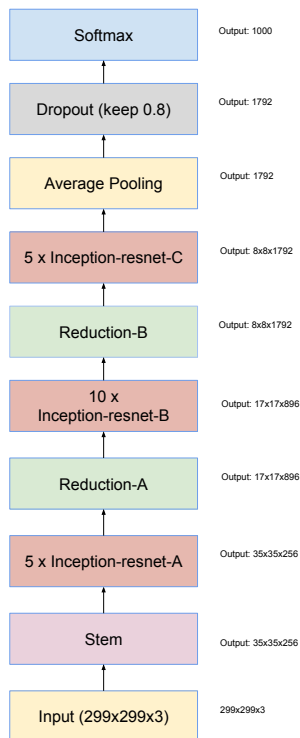 Softmax
Output: 1000
Dropout (keep 0.8)
Output: 1792
Average Pooling
Output: 1792
5 x Inception-resnet-C
Output: 8x8x1792
Reduction-B
Output: 8x8x1792
10 x
Inception-resnet-B
Output: 17x17x896
Reduction-A
Output: 17x17x896
5 x Inception-resnet-A
Output: 35x35x256
Stem
Output: 35x35x256
Input (299x299x3)
299x299x3